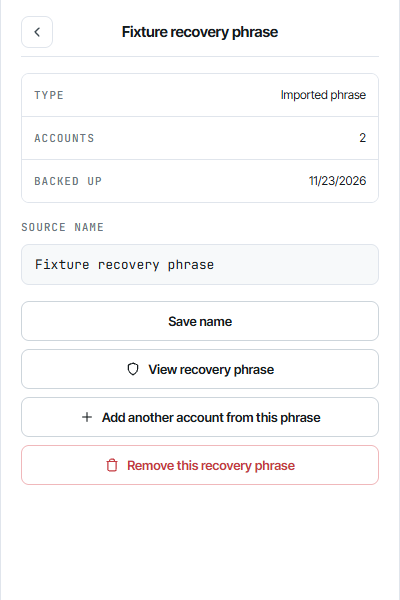 Fixture recovery phrase
TYPE Imported phrase
ACCOUNTS 2
BACKED UP 11/23/2026
SOURCE NAME
Fixture recovery phrase
Save name
View recovery phrase
Add another account from this phrase
Remove this recovery phrase